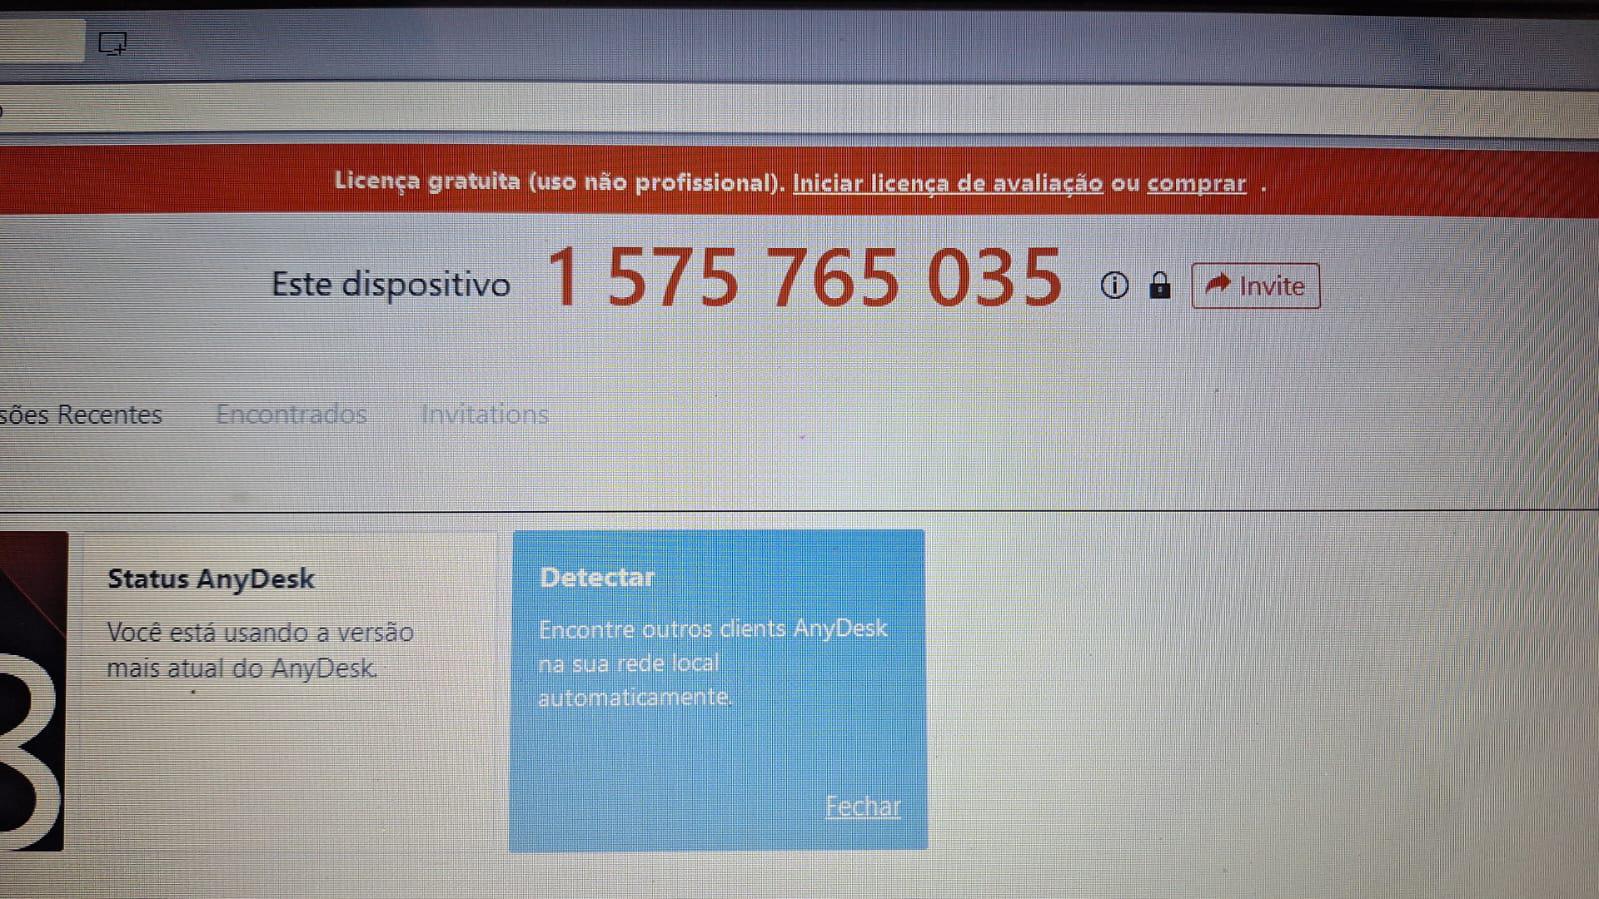 Licença gratuita (uso não profissional). Iniciar licença de avaliação ou comprar .
Este dispositivo 1 575 765 035 Invite
sões Recentes Encontrados Invitations
Status AnyDesk
Você está usando a versão
mais atual do AnyDesk.
Detectar
Encontre outros clients AnyDesk
na sua rede local
automaticamente.
Fechar